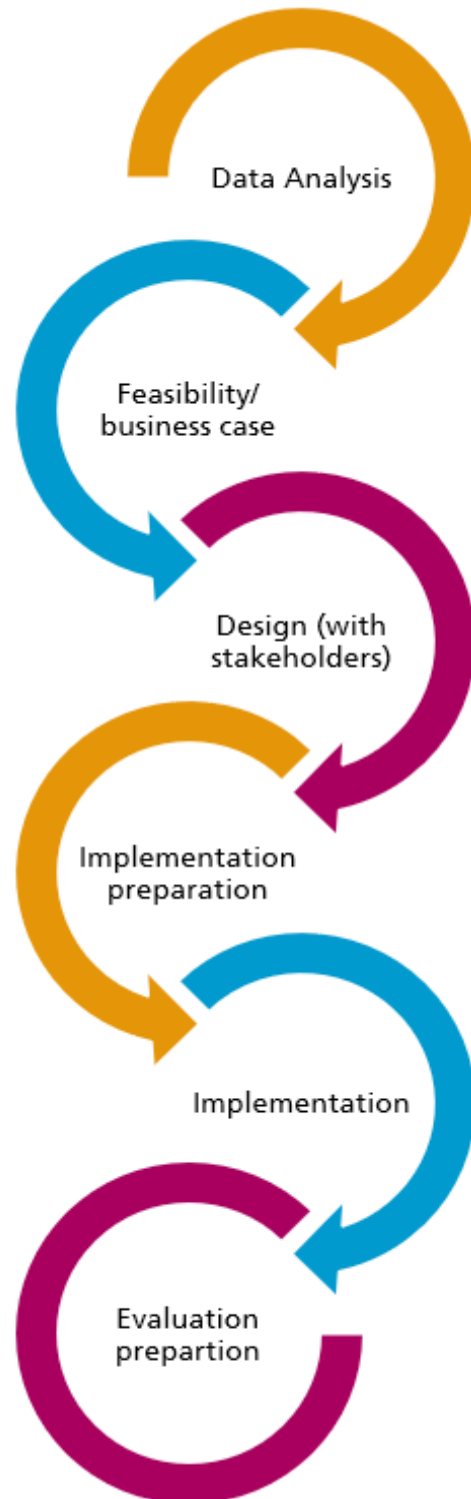 Data Analysis
Feasibility/
business case
Design (with
stakeholders)
Implementation
preparation
Implementation
Evaluation
prepartion